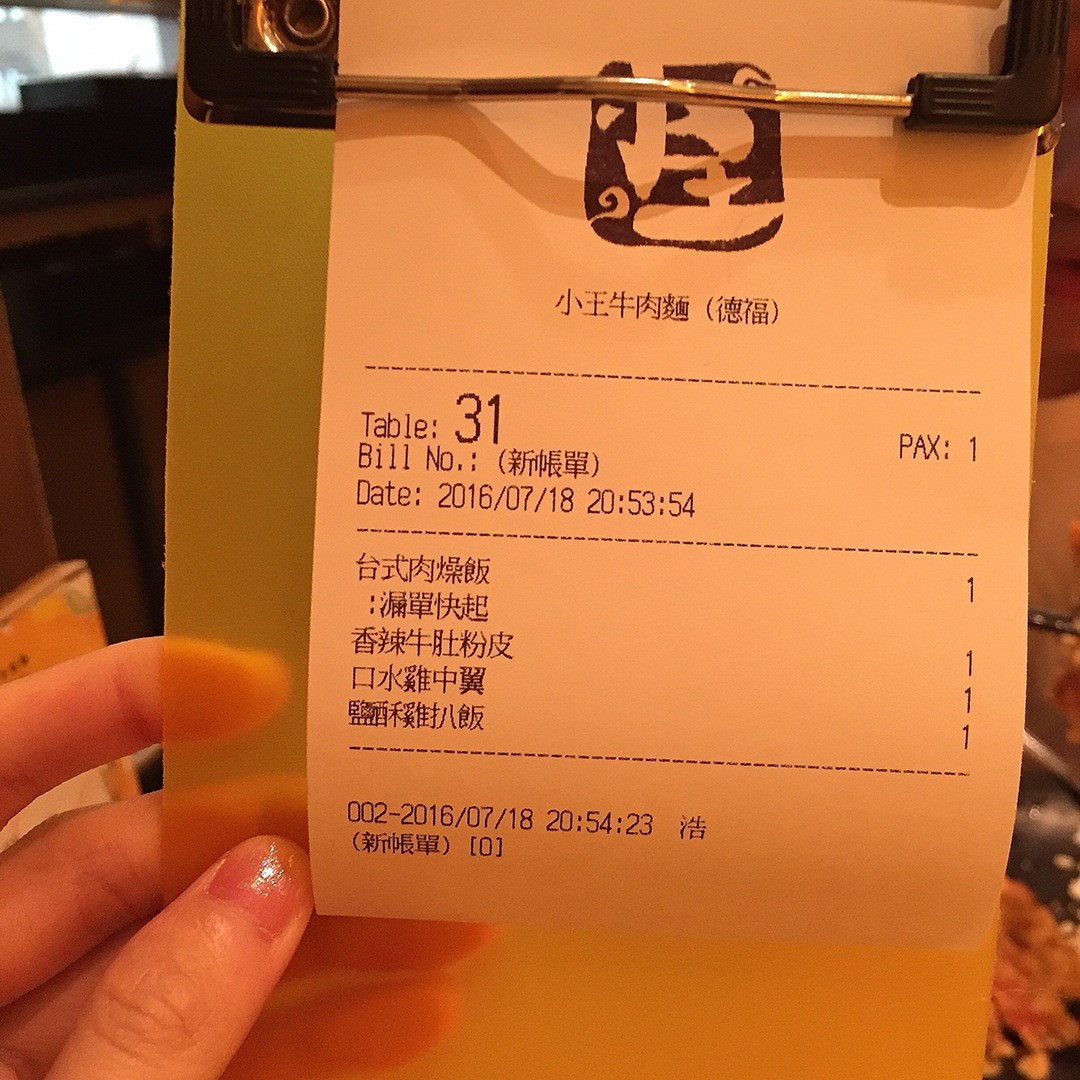 小王牛肉麵（德福）
Table: 31 PAX: 1
Bill No.: (新帳單)
Date: 2016/07/18 20:53:54
台式肉燥飯 1
:漏單快起
香辣牛肚粉皮 1
口水雞中翼 1
鹽酥雞扒飯 1
002-2016/07/18 20:54:23 浩
(新帳單) [0]